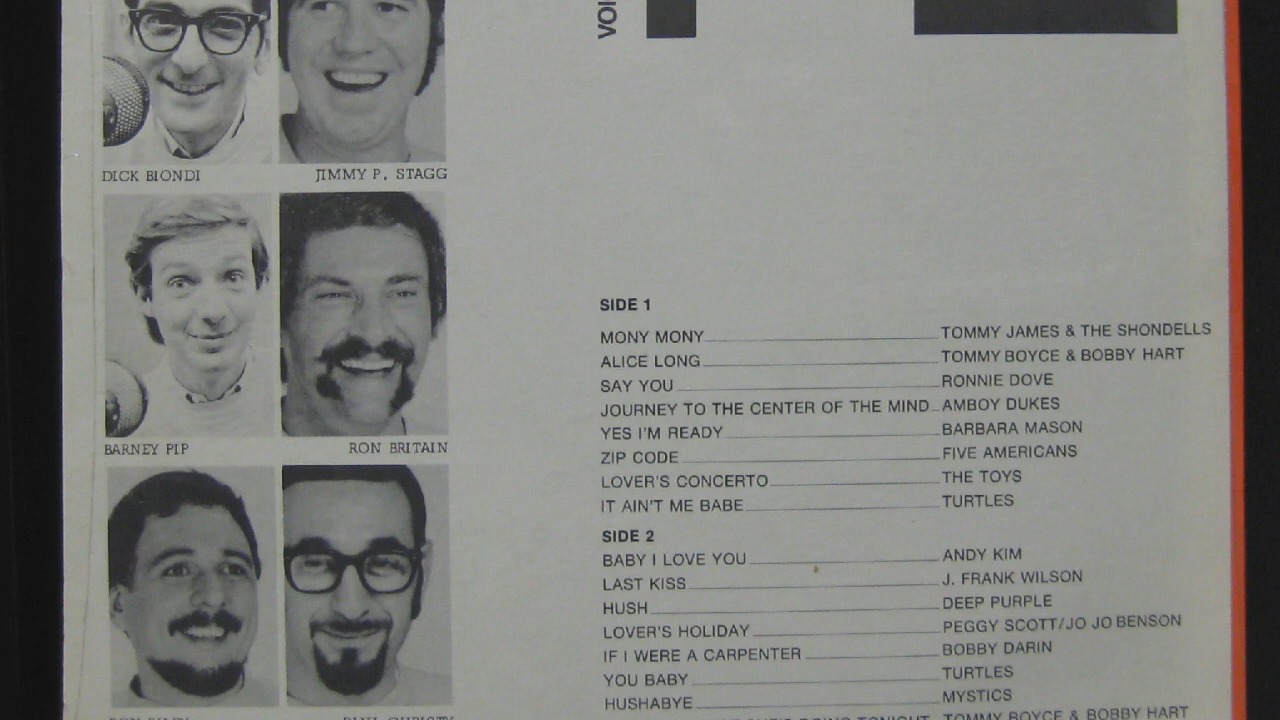 VOL
DICK BIONDI
JIMMY P. STAGG
BARNEY PIP
RON BRITAIN
SIDE 1
MONY MONY TOMMY JAMES & THE SHONDELLS
ALICE LONG TOMMY BOYCE & BOBBY HART
SAY YOU RONNIE DOVE
JOURNEY TO THE CENTER OF THE MIND AMBOY DUKES
YES I'M READY BARBARA MASON
ZIP CODE FIVE AMERICANS
LOVER'S CONCERTO THE TOYS
IT AIN'T ME BABE TURTLES
SIDE 2
BABY I LOVE YOU ANDY KIM
LAST KISS J. FRANK WILSON
HUSH DEEP PURPLE
LOVER'S HOLIDAY PEGGY SCOTT/JO JO BENSON
IF I WERE A CARPENTER BOBBY DARIN
YOU BABY TURTLES
HUSHABYE MYSTICS
DOING TONIGHT TOMMY BOYCE & BOBBY HART